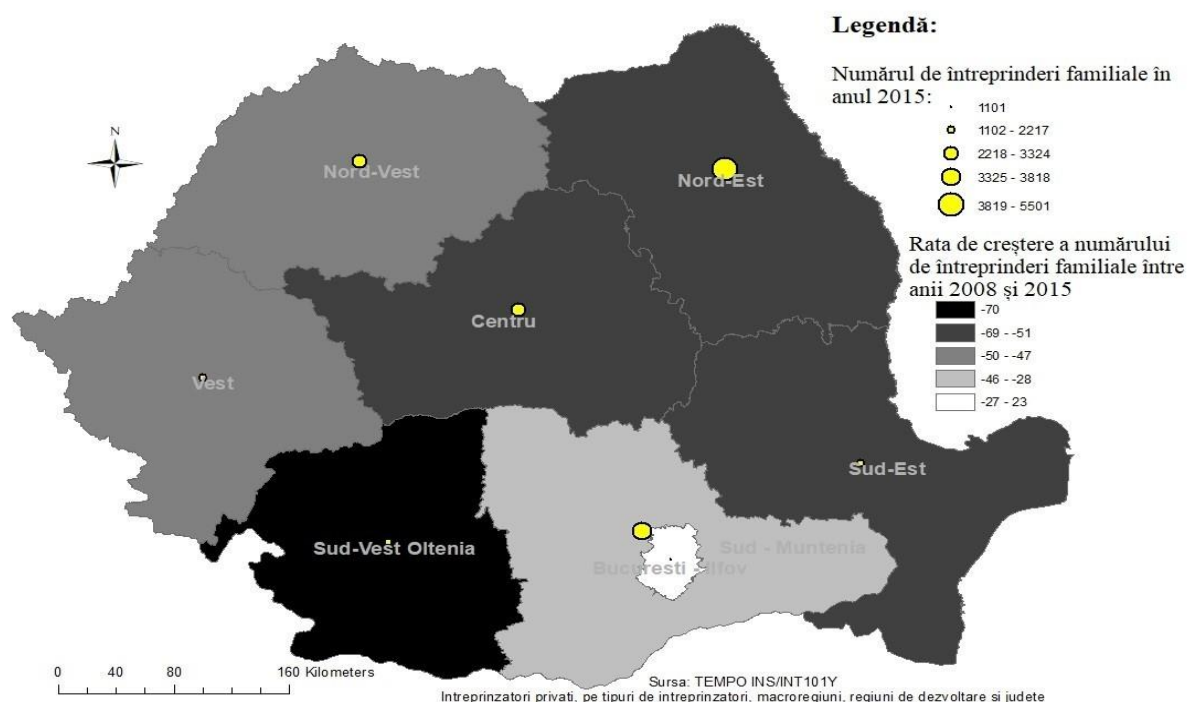 Legendă:
Numărul de întreprinderi familiale în
anul 2015:
1101
1102 - 2217
2218 - 3324
3325 - 3818
3819 - 5501
Rata de creștere a numărului
de întreprinderi familiale între
anii 2008 și 2015
-70
-69 - -51
-50 - -47
-46 - -28
-27 - 23
N
Nord-Vest
Nord-Est
Centru
Vest
Sud-Est
Sud-Vest Oltenia
Sud - Muntenia
Bucuresti - Ilfov
0 40 80 160 Kilometers
Sursa: TEMPO INS/INT101Y
Intreprinzatori privati, pe tipuri de intreprinzatori, macroregiuni, regiuni de dezvoltare si judete